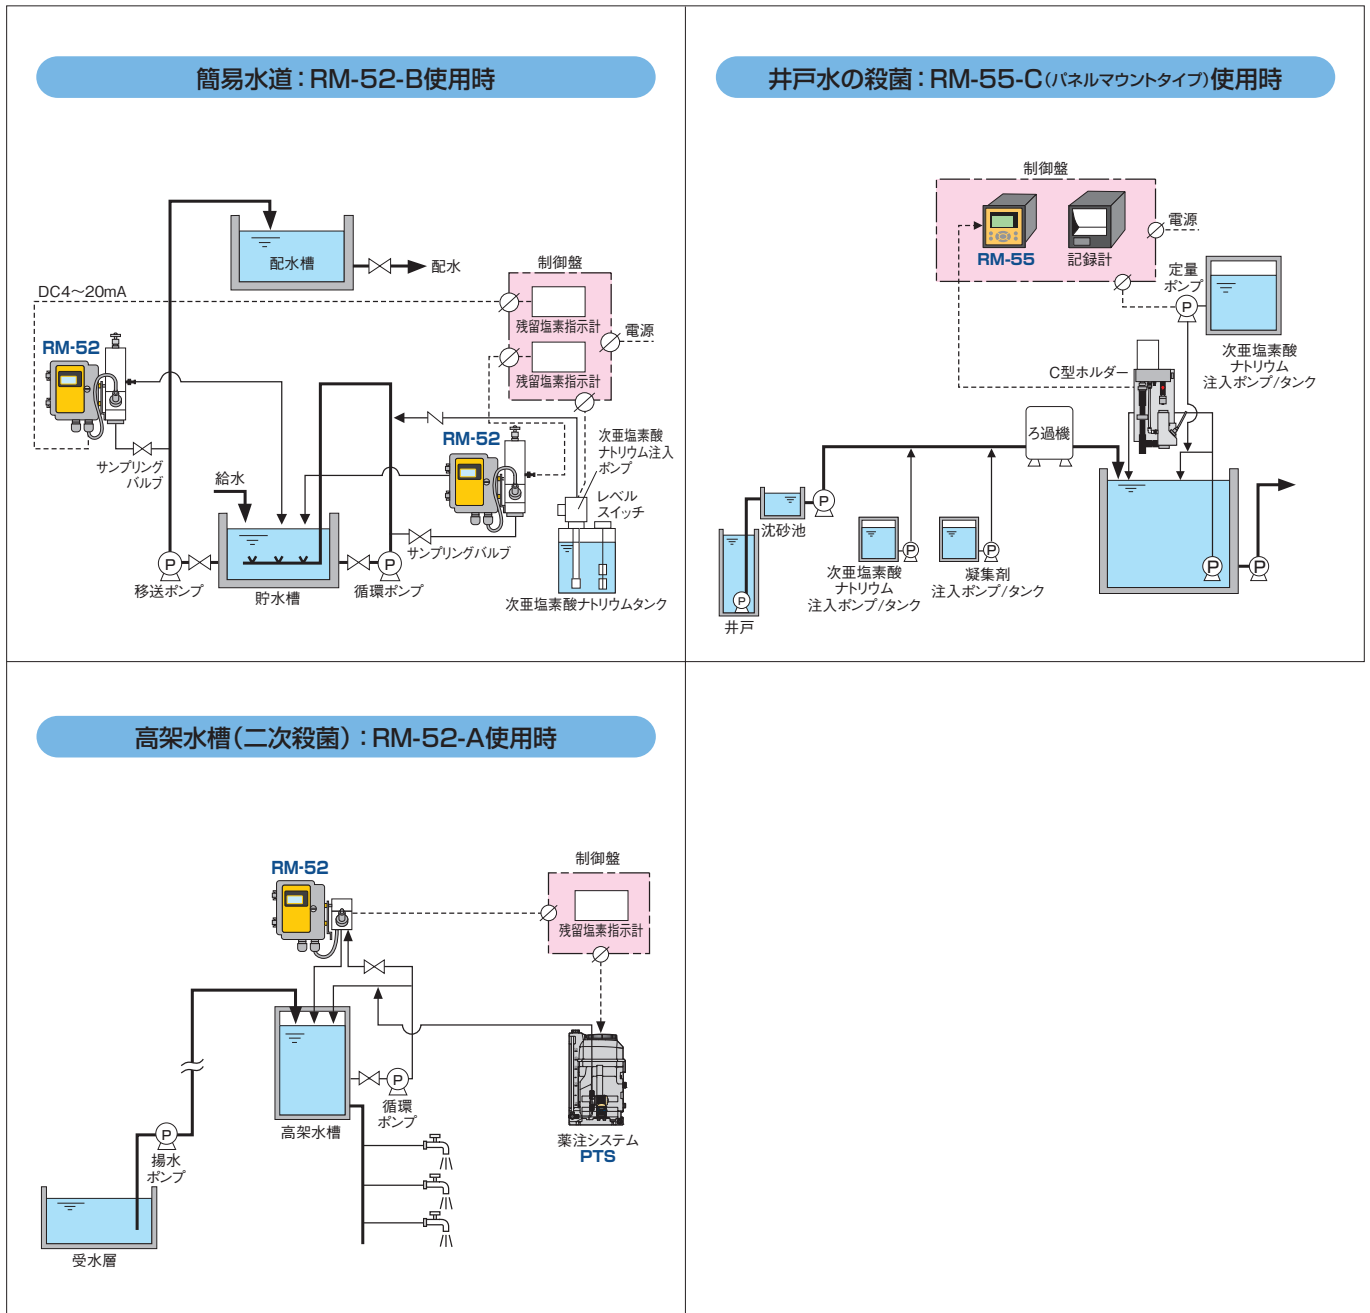 簡易水道：RM-52-B使用時
配水槽
配水
DC4～20mA
制御盤
残留塩素指示計
電源
残留塩素指示計
RM-52
サンプリング
バルブ
給水
RM-52
次亜塩素酸
ナトリウム注入
ポンプ
レベル
スイッチ
サンプリングバルブ
P
移送ポンプ
貯水槽
P
循環ポンプ
次亜塩素酸ナトリウムタンク
井戸水の殺菌：RM-55-C（パネルマウントタイプ）使用時
制御盤
RM-55
記録計
電源
定量
ポンプ
P
次亜塩素酸
ナトリウム
注入ポンプ/タンク
C型ホルダー
ろ過機
P
沈砂池
P
次亜塩素酸
ナトリウム
注入ポンプ/タンク
P
凝集剤
注入ポンプ/タンク
P
P
P
井戸
高架水槽（二次殺菌）：RM-52-A使用時
RM-52
制御盤
残留塩素指示計
P
循環
ポンプ
高架水槽
P
揚水
ポンプ
薬注システム
PTS
受水層